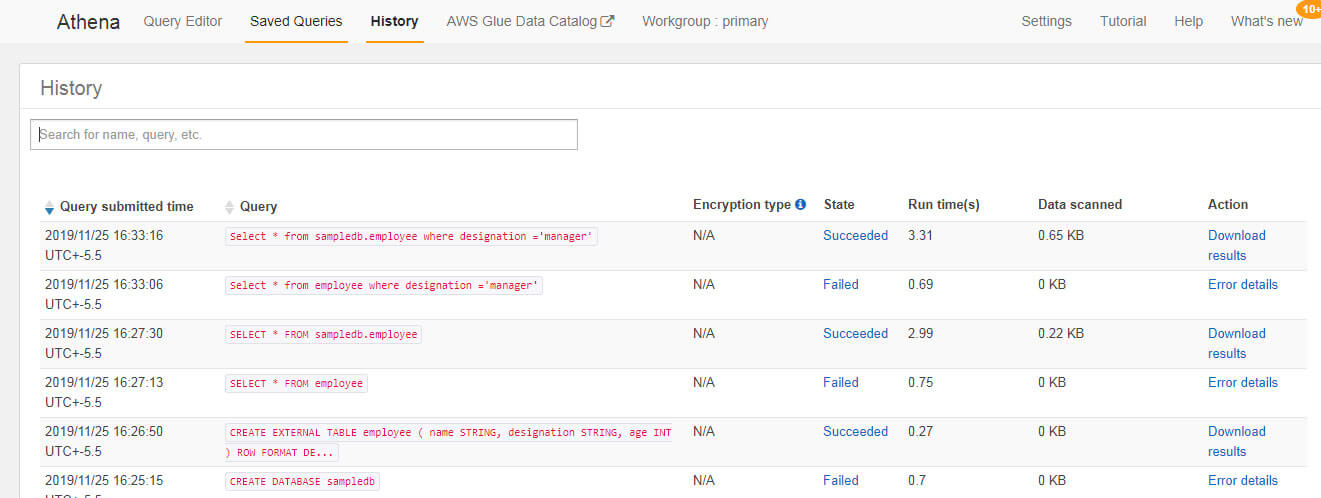 Athena Query Editor Saved Queries History AWS Glue Data Catalog Workgroup : primary Settings Tutorial Help What's new 10+
History
Search for name, query, etc.
Query submitted time Query Encryption type State Run time(s) Data scanned Action
2019/11/25 16:33:16 Select * from sampledb.employee where designation ='manager' N/A Succeeded 3.31 0.65 KB Download
UTC+-5.5 results
2019/11/25 16:33:06 Select * from employee where designation ='manager' N/A Failed 0.69 0 KB Error details
UTC+-5.5
2019/11/25 16:27:30 SELECT * FROM sampledb.employee N/A Succeeded 2.99 0.22 KB Download
UTC+-5.5 results
2019/11/25 16:27:13 SELECT * FROM employee N/A Failed 0.75 0 KB Error details
UTC+-5.5
2019/11/25 16:26:50 CREATE EXTERNAL TABLE employee ( name STRING, designation STRING, age INT N/A Succeeded 0.27 0 KB Download
UTC+-5.5 ) ROW FORMAT DE... results
2019/11/25 16:25:15 CREATE DATABASE sampledb N/A Failed 0.7 0 KB Error details
UTC+-5.5